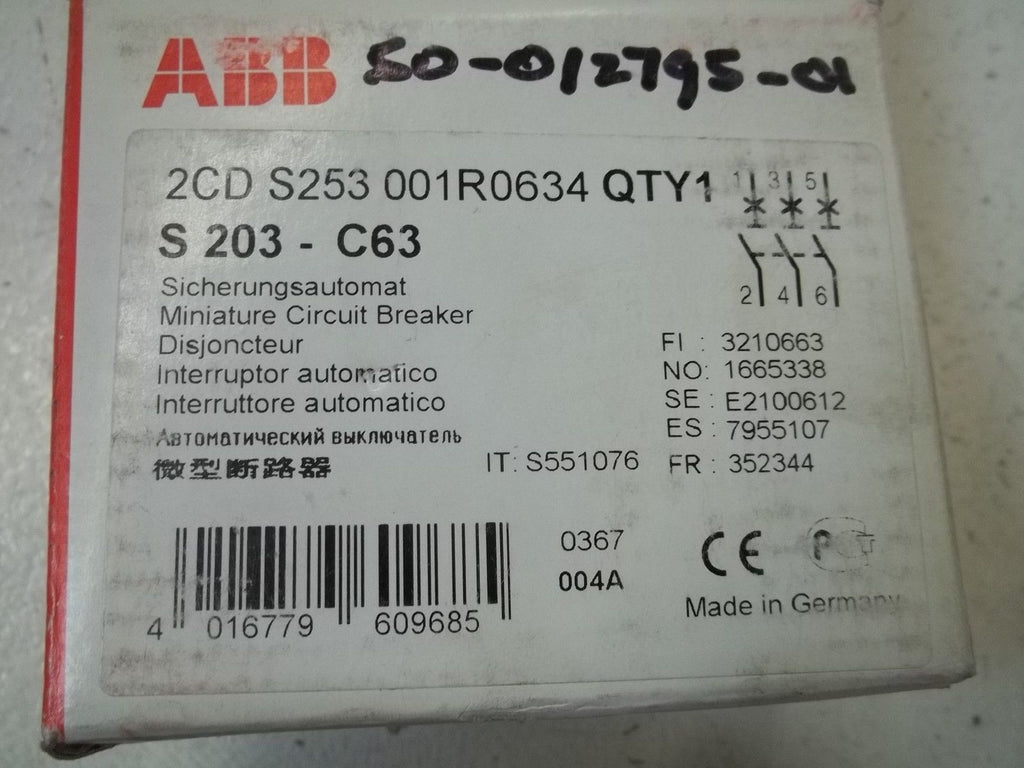 ABB SO-012795-01
2CD S253 001R0634 QTY1
S 203 - C63
1 3 5
2 4 6
Sicherungsautomat
Miniature Circuit Breaker
Disjoncteur
Interruptor automatico
Interruttore automatico
Автоматический выключатель
微型断路器
FI : 3210663
NO: 1665338
SE : E2100612
ES : 7955107
IT: S551076 FR : 352344
0367
004A
CE
Made in Germany
4 016779 609685